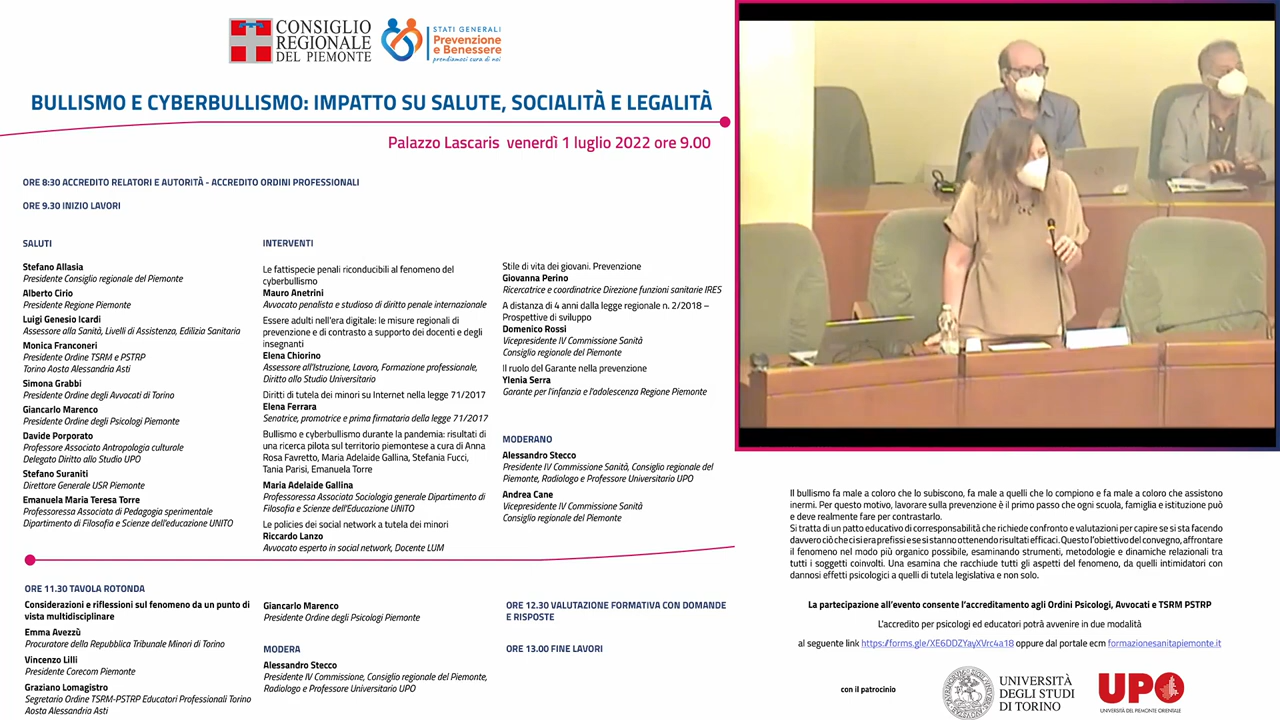 CONSIGLIO
REGIONALE
DEL PIEMONTE
STATI GENERALI
Prevenzione
e Benessere
prendiamoci cura di noi
BULLISMO E CYBERBULLISMO: IMPATTO SU SALUTE, SOCIALITÀ E LEGALITÀ
Palazzo Lascaris venerdì 1 luglio 2022 ore 9.00
ORE 8:30 ACCREDITO RELATORI E AUTORITÀ - ACCREDITO ORDINI PROFESSIONALI
ORE 9.30 INIZIO LAVORI
SALUTI
Stefano Allasia
Presidente Consiglio regionale del Piemonte
Alberto Cirio
Presidente Regione Piemonte
Luigi Genesio Icardi
Assessore alla Sanità, Livelli di Assistenza, Edilizia Sanitaria
Monica Franconeri
Presidente Ordine TSRM e PSTRP
Torino Aosta Alessandria Asti
Simona Grabbi
Presidente Ordine degli Avvocati di Torino
Giancarlo Marenco
Presidente Ordine degli Psicologi Piemonte
Davide Porporato
Professore Associato Antropologia culturale
Delegato Diritto allo Studio UPO
Stefano Suraniti
Direttore Generale USR Piemonte
Emanuela Maria Teresa Torre
Professoressa Associata di Pedagogia sperimentale
Dipartimento di Filosofia e Scienze dell'educazione UNITO
INTERVENTI
Le fattispecie penali riconducibili al fenomeno del
cyberbullismo
Mauro Anetrini
Avvocato penalista e studioso di diritto penale internazionale
Essere adulti nell'era digitale: le misure regionali di
prevenzione e di contrasto a supporto dei docenti e degli
insegnanti
Elena Chiorino
Assessore all'Istruzione, Lavoro, Formazione professionale,
Diritto allo Studio Universitario
Diritti di tutela dei minori su Internet nella legge 71/2017
Elena Ferrara
Senatrice, promotrice e prima firmataria della legge 71/2017
Bullismo e cyberbullismo durante la pandemia: risultati di
una ricerca pilota sul territorio piemontese a cura di Anna
Rosa Favretto, Maria Adelaide Gallina, Stefania Fucci,
Tania Parisi, Emanuela Torre
Maria Adelaide Gallina
Professoressa Associata Sociologia generale Dipartimento di
Filosofia e Scienze dell'Educazione UNITO
Le policies dei social network a tutela dei minori
Riccardo Lanzo
Avvocato esperto in social network, Docente LUM
Stile di vita dei giovani. Prevenzione
Giovanna Perino
Ricercatrice e coordinatrice Direzione funzioni sanitarie IRES
A distanza di 4 anni dalla legge regionale n. 2/2018 –
Prospettive di sviluppo
Domenico Rossi
Vicepresidente IV Commissione Sanità
Consiglio regionale del Piemonte
Il ruolo del Garante nella prevenzione
Ylenia Serra
Garante per l'infanzia e l'adolescenza Regione Piemonte
MODERANO
Alessandro Stecco
Presidente IV Commissione Sanità, Consiglio regionale del
Piemonte, Radiologo e Professore Universitario UPO
Andrea Cane
Vicepresidente IV Commissione Sanità
Consiglio regionale del Piemonte
ORE 11.30 TAVOLA ROTONDA
Considerazioni e riflessioni sul fenomeno da un punto di
vista multidisciplinare
Emma Avezzù
Procuratore della Repubblica Tribunale Minori di Torino
Vincenzo Lilli
Presidente Corecom Piemonte
Graziano Lomagistro
Segretario Ordine TSRM-PSTRP Educatori Professionali Torino
Aosta Alessandria Asti
Giancarlo Marenco
Presidente Ordine degli Psicologi Piemonte
MODERA
Alessandro Stecco
Presidente IV Commissione, Consiglio regionale del Piemonte,
Radiologo e Professore Universitario UPO
ORE 12.30 VALUTAZIONE FORMATIVA CON DOMANDE
E RISPOSTE
ORE 13.00 FINE LAVORI
Il bullismo fa male a coloro che lo subiscono, fa male a quelli che lo compiono e fa male a coloro che assistono
inermi. Per questo motivo, lavorare sulla prevenzione è il primo passo che ogni scuola, famiglia e istituzione può
e deve realmente fare per contrastarlo.
Si tratta di un patto educativo di corresponsabilità che richiede confronto e valutazioni per capire se si sta facendo
davvero ciò che ci si era prefissi e se si stanno ottenendo risultati efficaci. Questo l'obiettivo del convegno, affrontare
il fenomeno nel modo più organico possibile, esaminando strumenti, metodologie e dinamiche relazionali tra
tutti i soggetti coinvolti. Una esamina che racchiude tutti gli aspetti del fenomeno, da quelli intimidatori con
dannosi effetti psicologici a quelli di tutela legislativa e non solo.
La partecipazione all'evento consente l'accreditamento agli Ordini Psicologi, Avvocati e TSRM PSTRP
L'accredito per psicologi ed educatori potrà avvenire in due modalità
al seguente link https://forms.gle/XE6DDZYayXVrc4a18 oppure dal portale ecm formazionesanitapiemonte.it
con il patrocinio
UNIVERSITÀ
DEGLI STUDI
DI TORINO
UPO
UNIVERSITÀ DEL PIEMONTE ORIENTALE